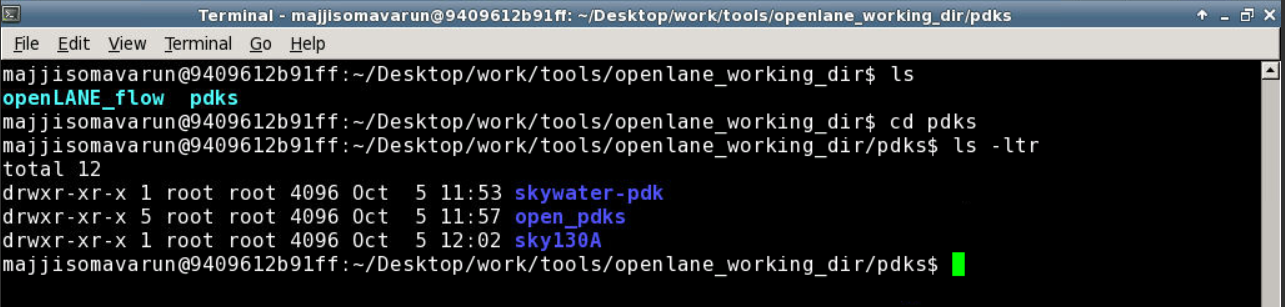 Terminal - majjisomavarun@9409612b91ff: ~/Desktop/work/tools/openlane_working_dir/pdks
File Edit View Terminal Go Help
majjisomavarun@9409612b91ff:~/Desktop/work/tools/openlane_working_dir$ ls
openLANE_flow  pdks
majjisomavarun@9409612b91ff:~/Desktop/work/tools/openlane_working_dir$ cd pdks
majjisomavarun@9409612b91ff:~/Desktop/work/tools/openlane_working_dir/pdks$ ls -ltr
total 12
drwxr-xr-x 1 root root 4096 Oct  5 11:53 skywater-pdk
drwxr-xr-x 5 root root 4096 Oct  5 11:57 open_pdks
drwxr-xr-x 1 root root 4096 Oct  5 12:02 sky130A
majjisomavarun@9409612b91ff:~/Desktop/work/tools/openlane_working_dir/pdks$